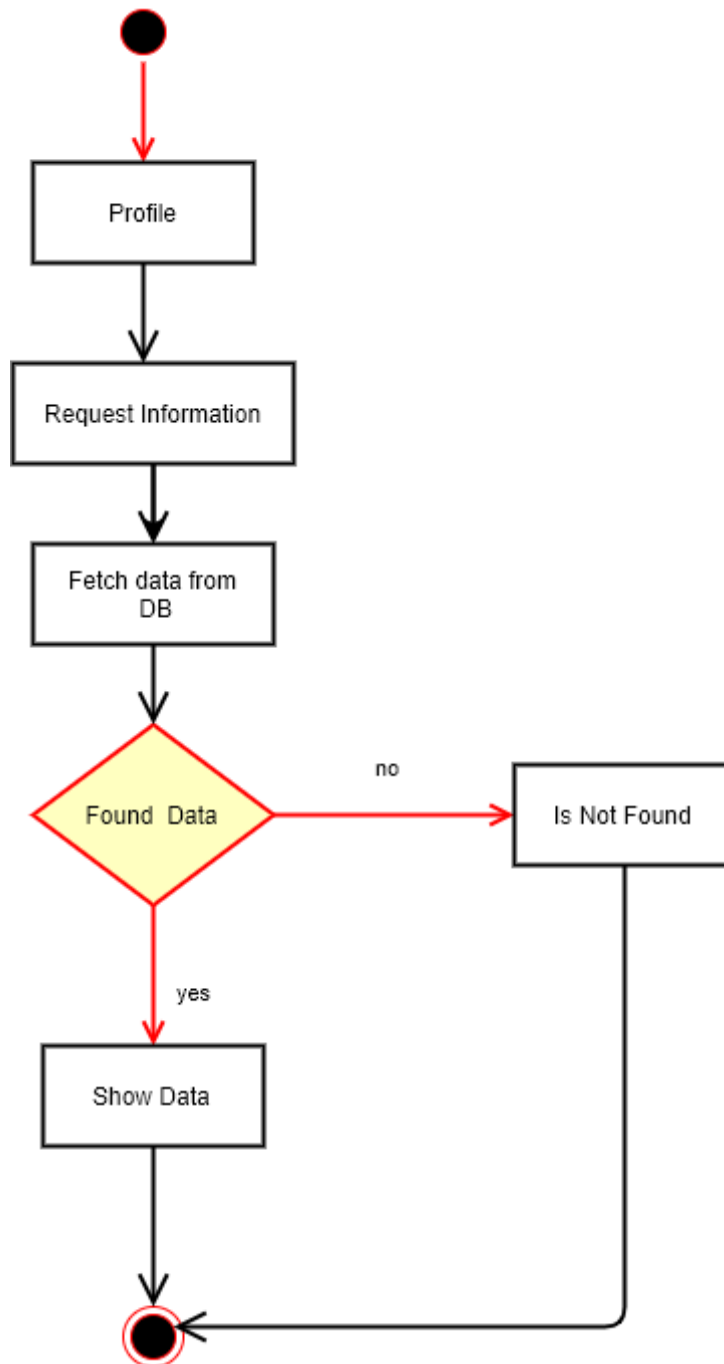 Profile
Request Information
Fetch data from
DB
no
Found  Data
Is Not Found
yes
Show Data